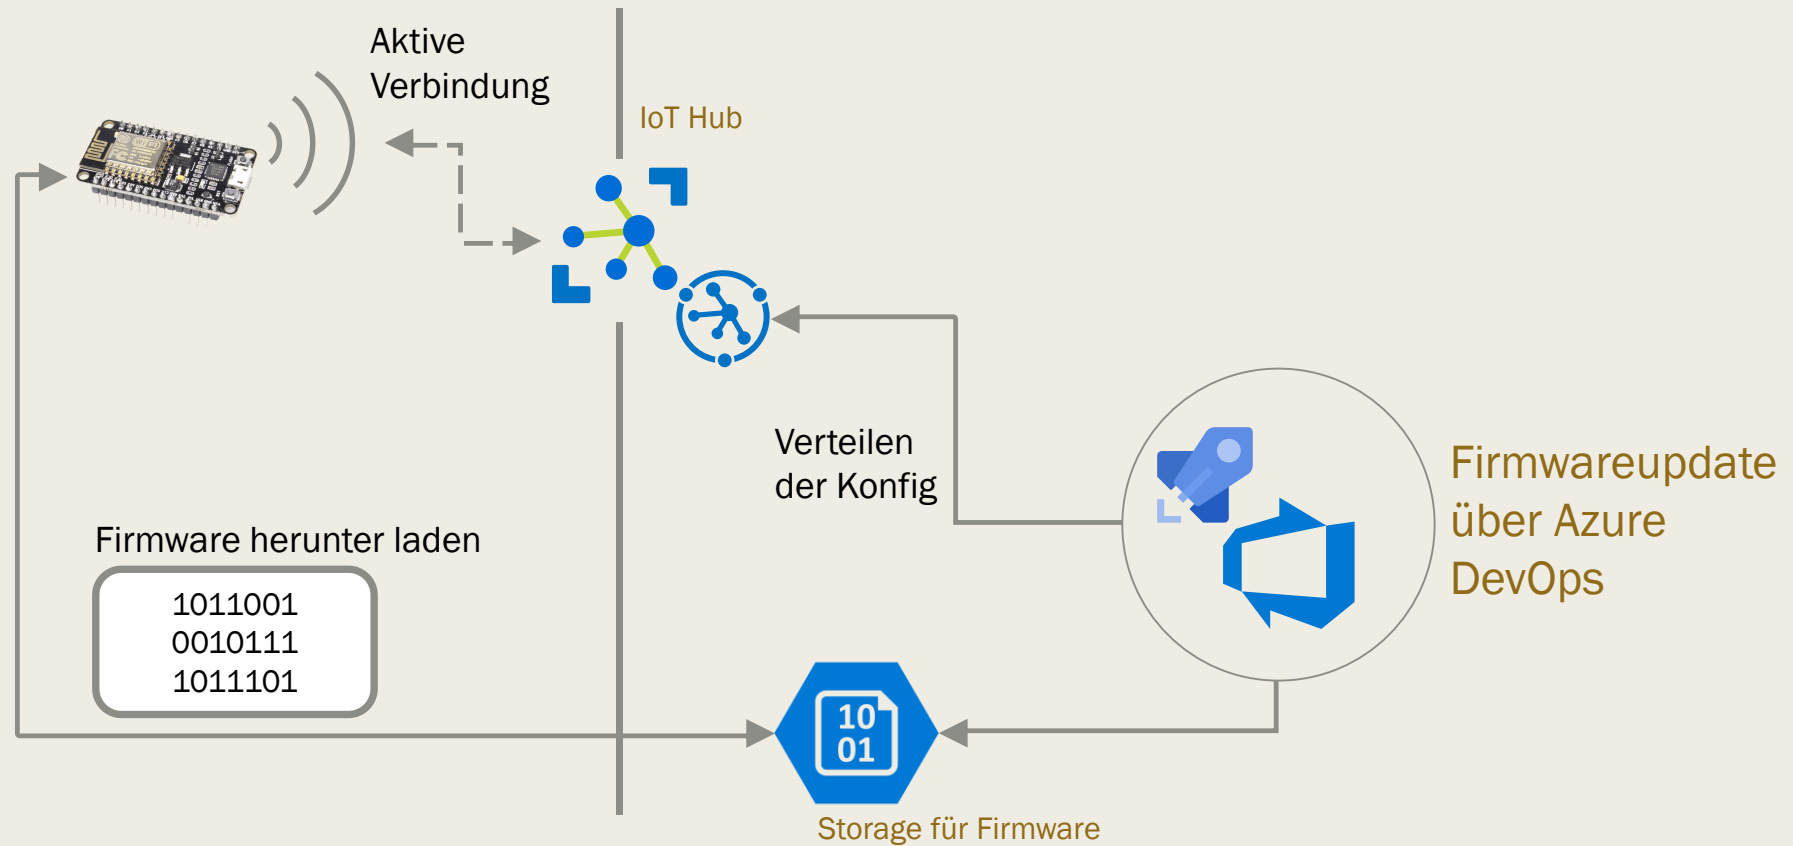 Aktive
Verbindung
IoT Hub
Verteilen
der Konfig
Firmwareupdate
über Azure
DevOps
Firmware herunter laden
1011001
0010111
1011101
10
01
Storage für Firmware